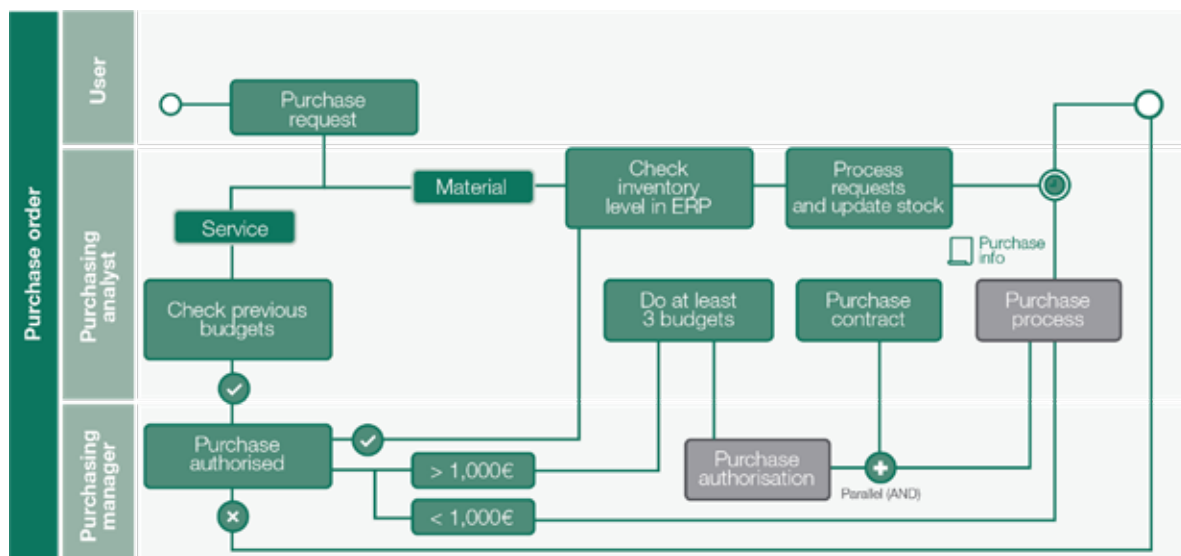 Purchase order
User
Purchasing
analyst
Purchasing
manager
Purchase
request
Material
Service
Check
inventory
level in ERP
Process
requests
and update stock
Purchase
info
Check previous
budgets
Do at least
3 budgets
Purchase
contract
Purchase
process
Purchase
authorised
> 1,000€
< 1,000€
Purchase
authorisation
Parallel (AND)